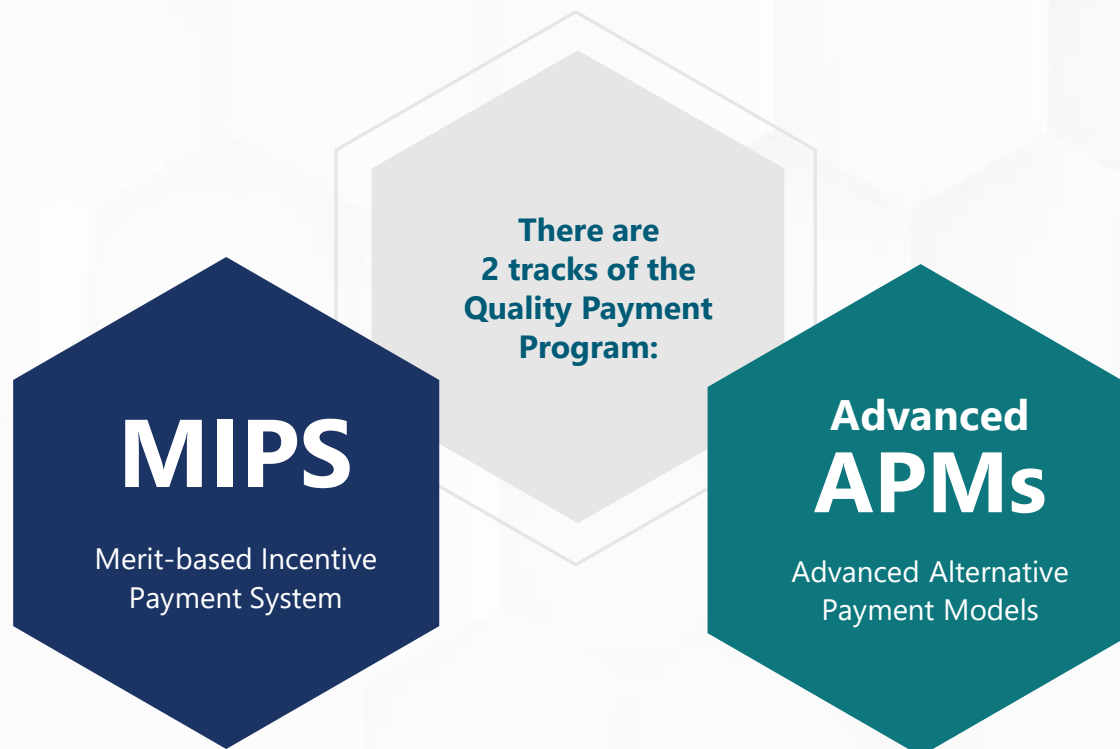 There are
2 tracks of the
Quality Payment
Program:
MIPS
Merit-based Incentive
Payment System
Advanced
APMs
Advanced Alternative
Payment Models